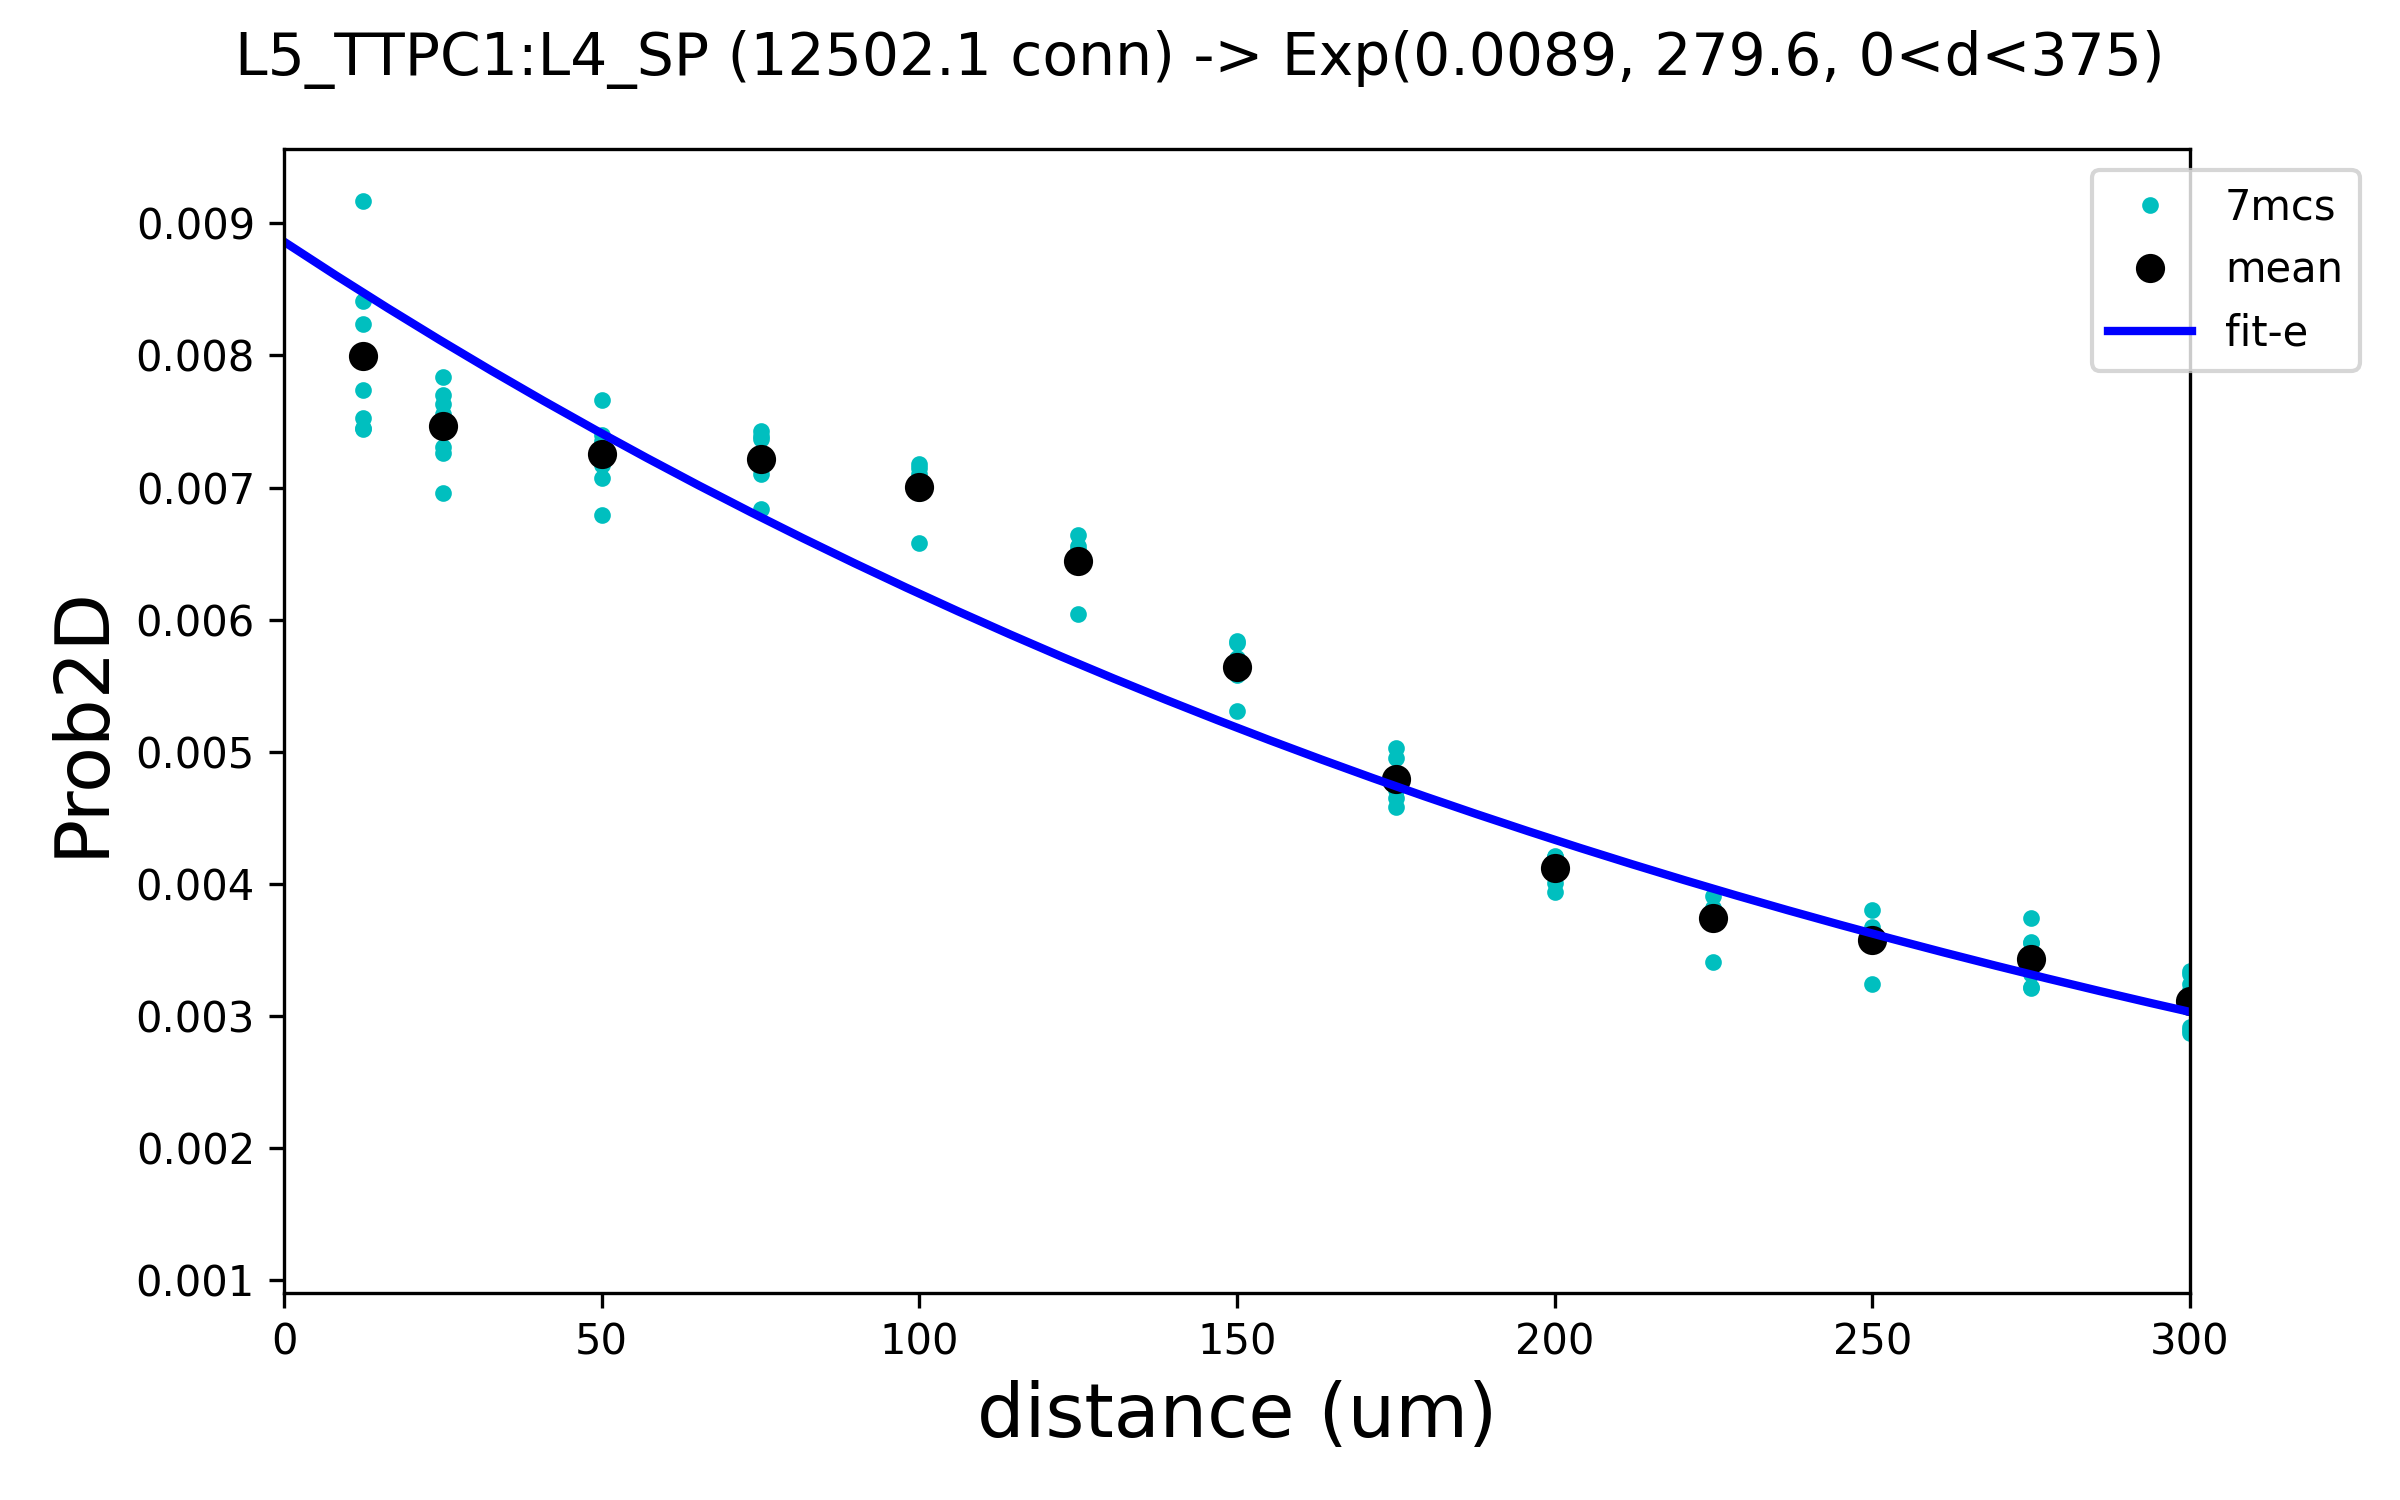 L5_TTPC1:L4_SP (12502.1 conn) -> Exp(0.0089, 279.6, 0<d<375)
7mcs
mean
fit-e
Prob2D
0.009
0.008
0.007
0.006
0.005
0.004
0.003
0.002
0.001
0 50 100 150 200 250 300
distance (um)